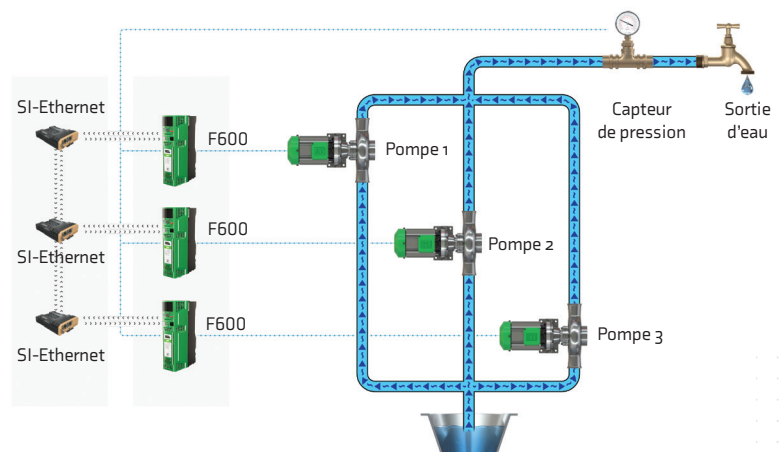 SI-Ethernet
F600
Pompe 1
Capteur
de pression
Sortie
d'eau
SI-Ethernet
F600
Pompe 2
SI-Ethernet
F600
Pompe 3